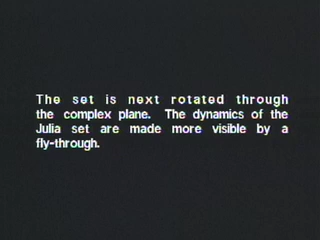 The set is next rotated through
the complex plane. The dynamics of the
Julia set are made more visible by a
fly-through.